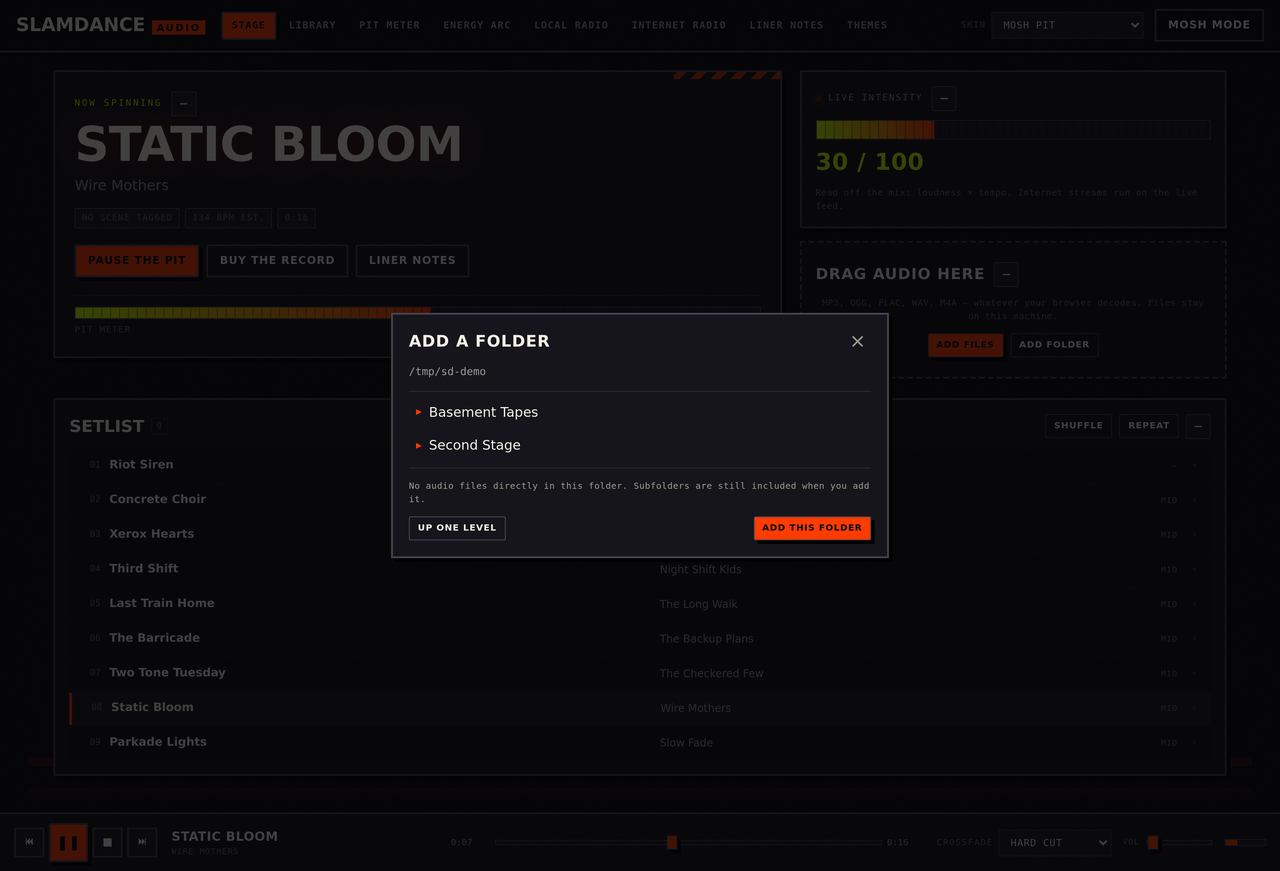 SLAMDANCE AUDIO STAGE LIBRARY PIT METER ENERGY ARC LOCAL RADIO INTERNET RADIO LINER NOTES THEMES SKIN MOSH PIT MOSH MODE
NOW SPINNING
STATIC BLOOM
Wire Mothers
NO SCENE TAGGED 134 BPM EST. 0:16
PAUSE THE PIT BUY THE RECORD LINER NOTES
PIT METER
LIVE INTENSITY
30 / 100
Read off the mix: loudness × tempo. Internet streams run on the live
feed.
DRAG AUDIO HERE
MP3, OGG, FLAC, WAV, M4A — whatever your browser decodes. Files stay
on this machine.
ADD FILES ADD FOLDER
ADD A FOLDER
/tmp/sd-demo
Basement Tapes
Second Stage
No audio files directly in this folder. Subfolders are still included when you add
it.
UP ONE LEVEL ADD THIS FOLDER
SETLIST 9 SHUFFLE REPEAT
01 Riot Siren
02 Concrete Choir MID
03 Xerox Hearts MID
04 Third Shift Night Shift Kids MID
05 Last Train Home The Long Walk MID
06 The Barricade The Backup Plans MID
07 Two Tone Tuesday The Checkered Few MID
08 Static Bloom Wire Mothers MID
09 Parkade Lights Slow Fade MID
STATIC BLOOM
WIRE MOTHERS
0:07 0:16 CROSSFADE HARD CUT VOL